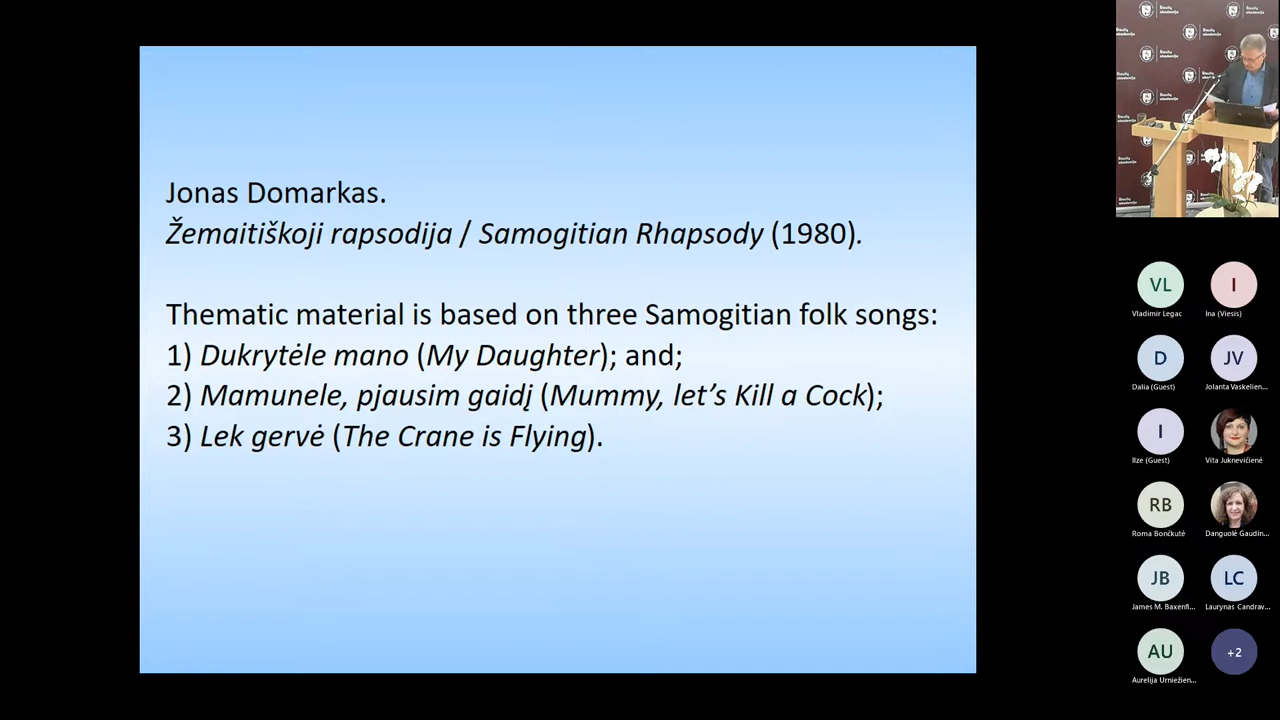 Jonas Domarkas.
Žemaitiškoji rapsodija / Samogitian Rhapsody (1980).
Thematic material is based on three Samogitian folk songs:
1) Dukrytėle mano (My Daughter); and;
2) Mamunele, pjausim gaidį (Mummy, let’s Kill a Cock);
3) Lek gervė (The Crane is Flying).
Šiaulių akademija
VL
I
Vladimir Legac
Ina (Viesis)
D
JV
Dalia (Guest)
Jolanta Vaskelien...
I
Ilze (Guest)
Vita Juknevičienė
RB
Roma Bončkutė
Danguolė Gaudin...
JB
LC
James M. Baxenfi...
Laurynas Candrav...
AU
+2
Aurelija Urniežien...